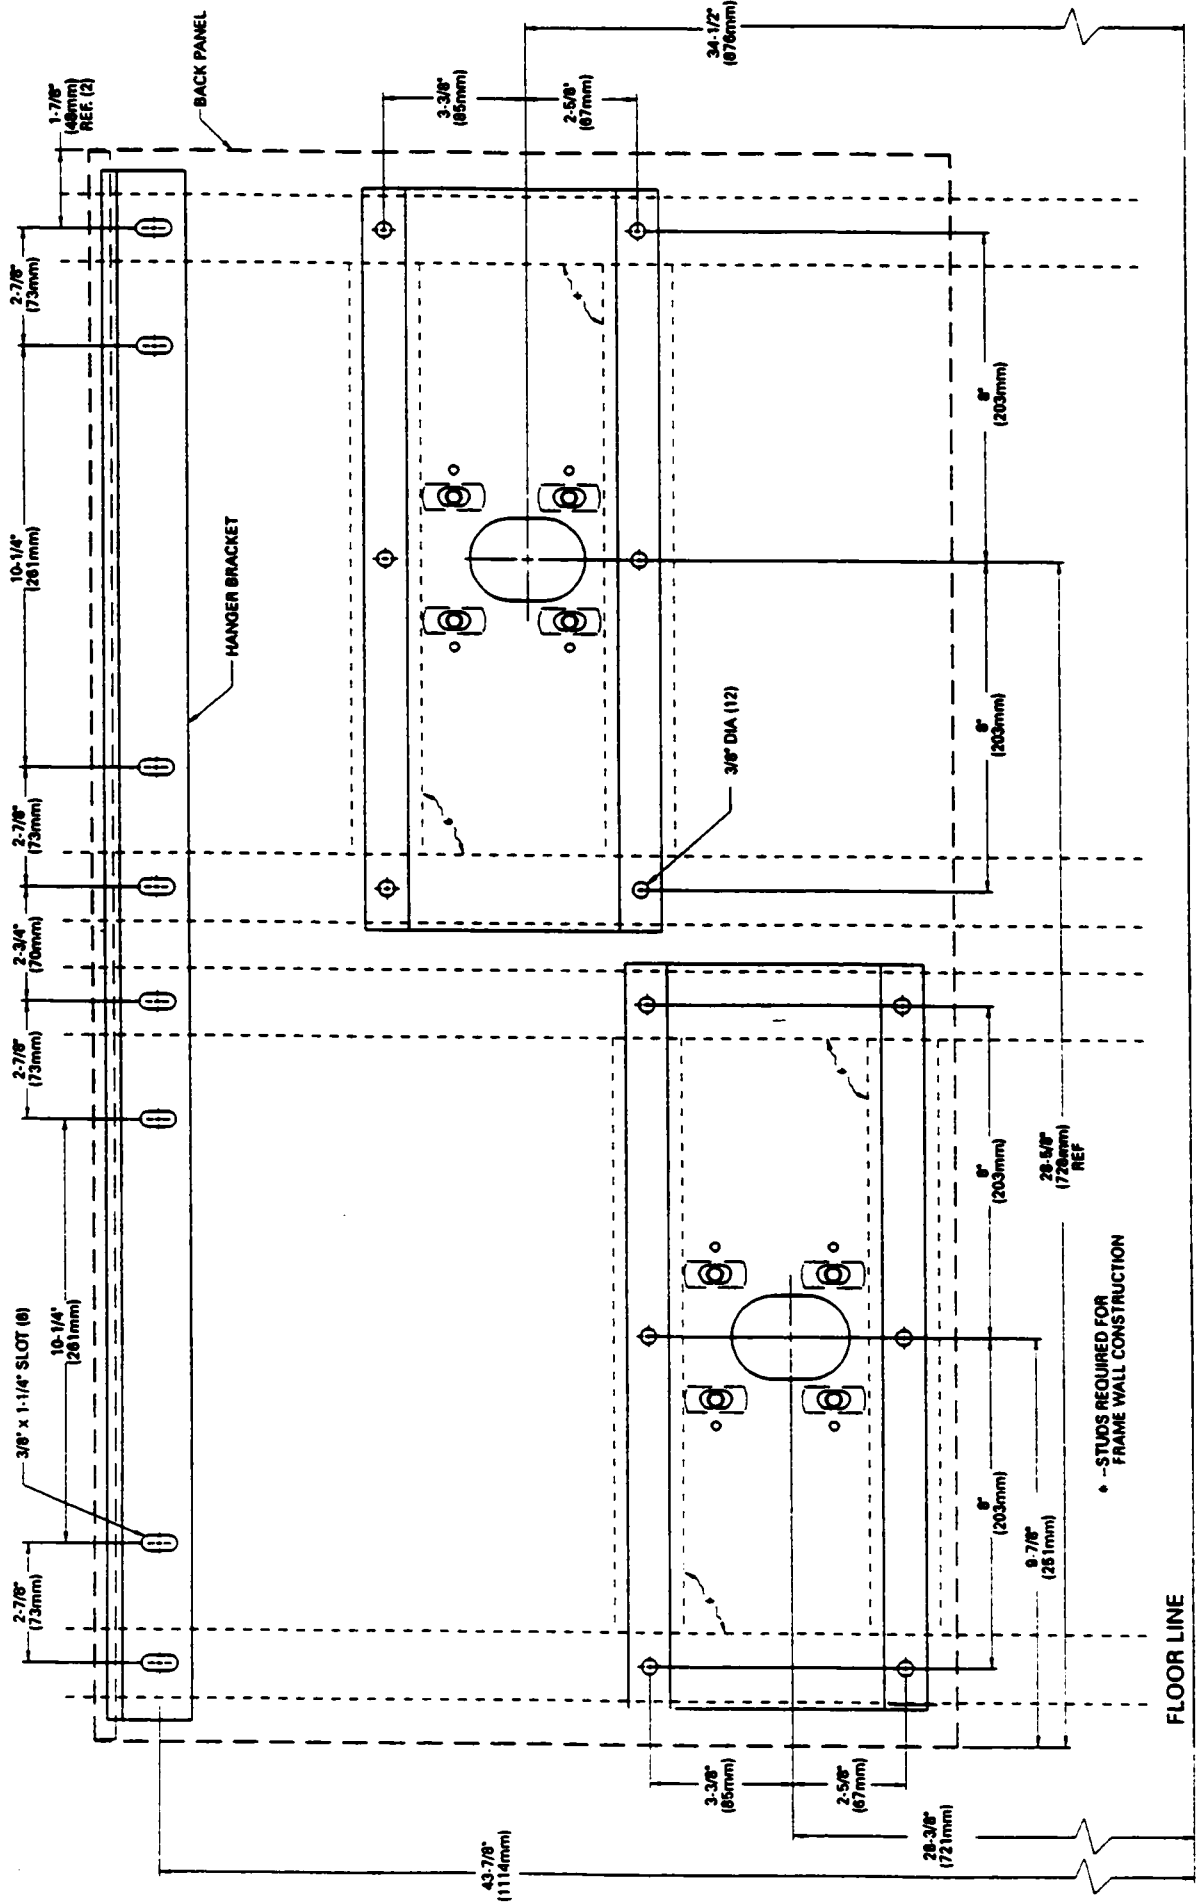 1-7/8"
(48mm)
REF. (2)
BACK PANEL
2-7/8"
(73mm)
10-1/4"
(261mm)
HANGER BRACKET
2-7/8"
(73mm)
2-3/4"
(70mm)
2-7/8"
(73mm)
10-1/4"
(261mm)
3/8" x 1-1/4" SLOT (8)
2-7/8"
(73mm)
3-3/8"
(85mm)
2-5/8"
(67mm)
34-1/2"
(876mm)
8"
(203mm)
8"
(203mm)
3/8" DIA (12)
8"
(203mm)
28-5/8"
(728mm)
REF
8"
(203mm)
9-7/8"
(251mm)
* --STUDS REQUIRED FOR
FRAME WALL CONSTRUCTION
3-3/8"
(85mm)
2-5/8"
(67mm)
28-3/8"
(721mm)
43-7/8"
(1114mm)
FLOOR LINE